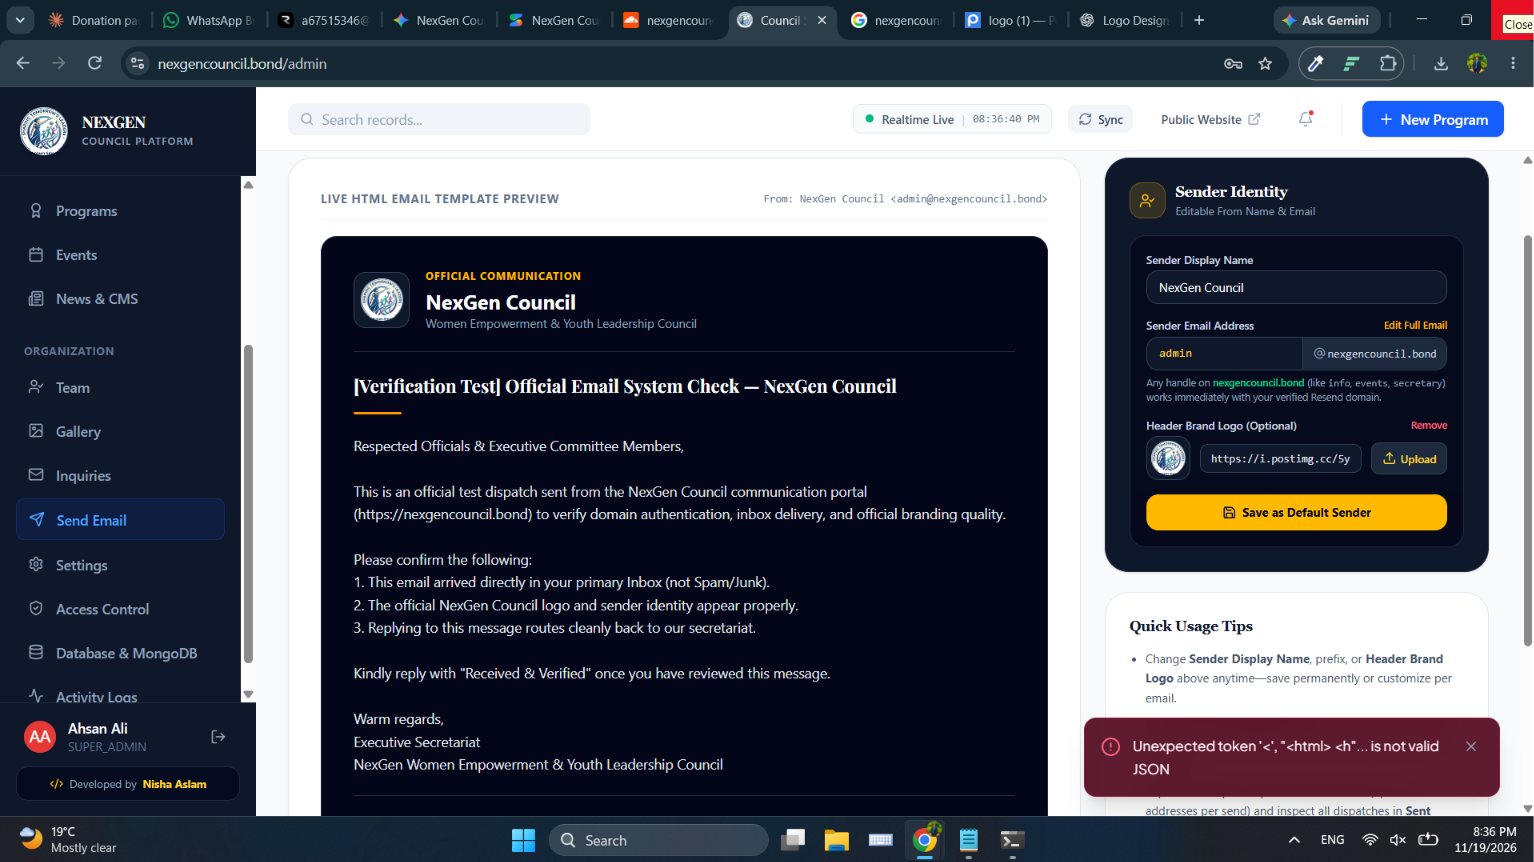 Donation pa
WhatsApp B
a67515346@
NexGen Cou
NexGen Cou
nexgencoun
Council
nexgencoun
logo (1) — P
Logo Design
Ask Gemini
Close
nexgencouncil.bond/admin
NEXGEN
COUNCIL PLATFORM
Search records...
Realtime Live | 08:36:40 PM
Sync
Public Website
New Program
Programs
Events
News & CMS
ORGANIZATION
Team
Gallery
Inquiries
Send Email
Settings
Access Control
Database & MongoDB
Activity Logs
AA
Ahsan Ali
SUPER_ADMIN
</> Developed by Nisha Aslam
LIVE HTML EMAIL TEMPLATE PREVIEW
From: NexGen Council <admin@nexgencouncil.bond>
OFFICIAL COMMUNICATION
NexGen Council
Women Empowerment & Youth Leadership Council
[Verification Test] Official Email System Check — NexGen Council
Respected Officials & Executive Committee Members,
This is an official test dispatch sent from the NexGen Council communication portal
(https://nexgencouncil.bond) to verify domain authentication, inbox delivery, and official branding quality.
Please confirm the following:
1. This email arrived directly in your primary Inbox (not Spam/Junk).
2. The official NexGen Council logo and sender identity appear properly.
3. Replying to this message routes cleanly back to our secretariat.
Kindly reply with "Received & Verified" once you have reviewed this message.
Warm regards,
Executive Secretariat
NexGen Women Empowerment & Youth Leadership Council
Sender Identity
Editable From Name & Email
Sender Display Name
NexGen Council
Sender Email Address
Edit Full Email
admin
@nexgencouncil.bond
Any handle on nexgencouncil.bond (like info, events, secretary)
works immediately with your verified Resend domain.
Header Brand Logo (Optional)
Remove
https://i.postimg.cc/5y
Upload
Save as Default Sender
Quick Usage Tips
• Change Sender Display Name, prefix, or Header Brand
Logo above anytime—save permanently or customize per
email.
Unexpected token '<', "<html> <h"... is not valid
JSON
addresses per send) and inspect all dispatches in Sent
19°C
Mostly clear
Search
ENG
8:36 PM
11/19/2026